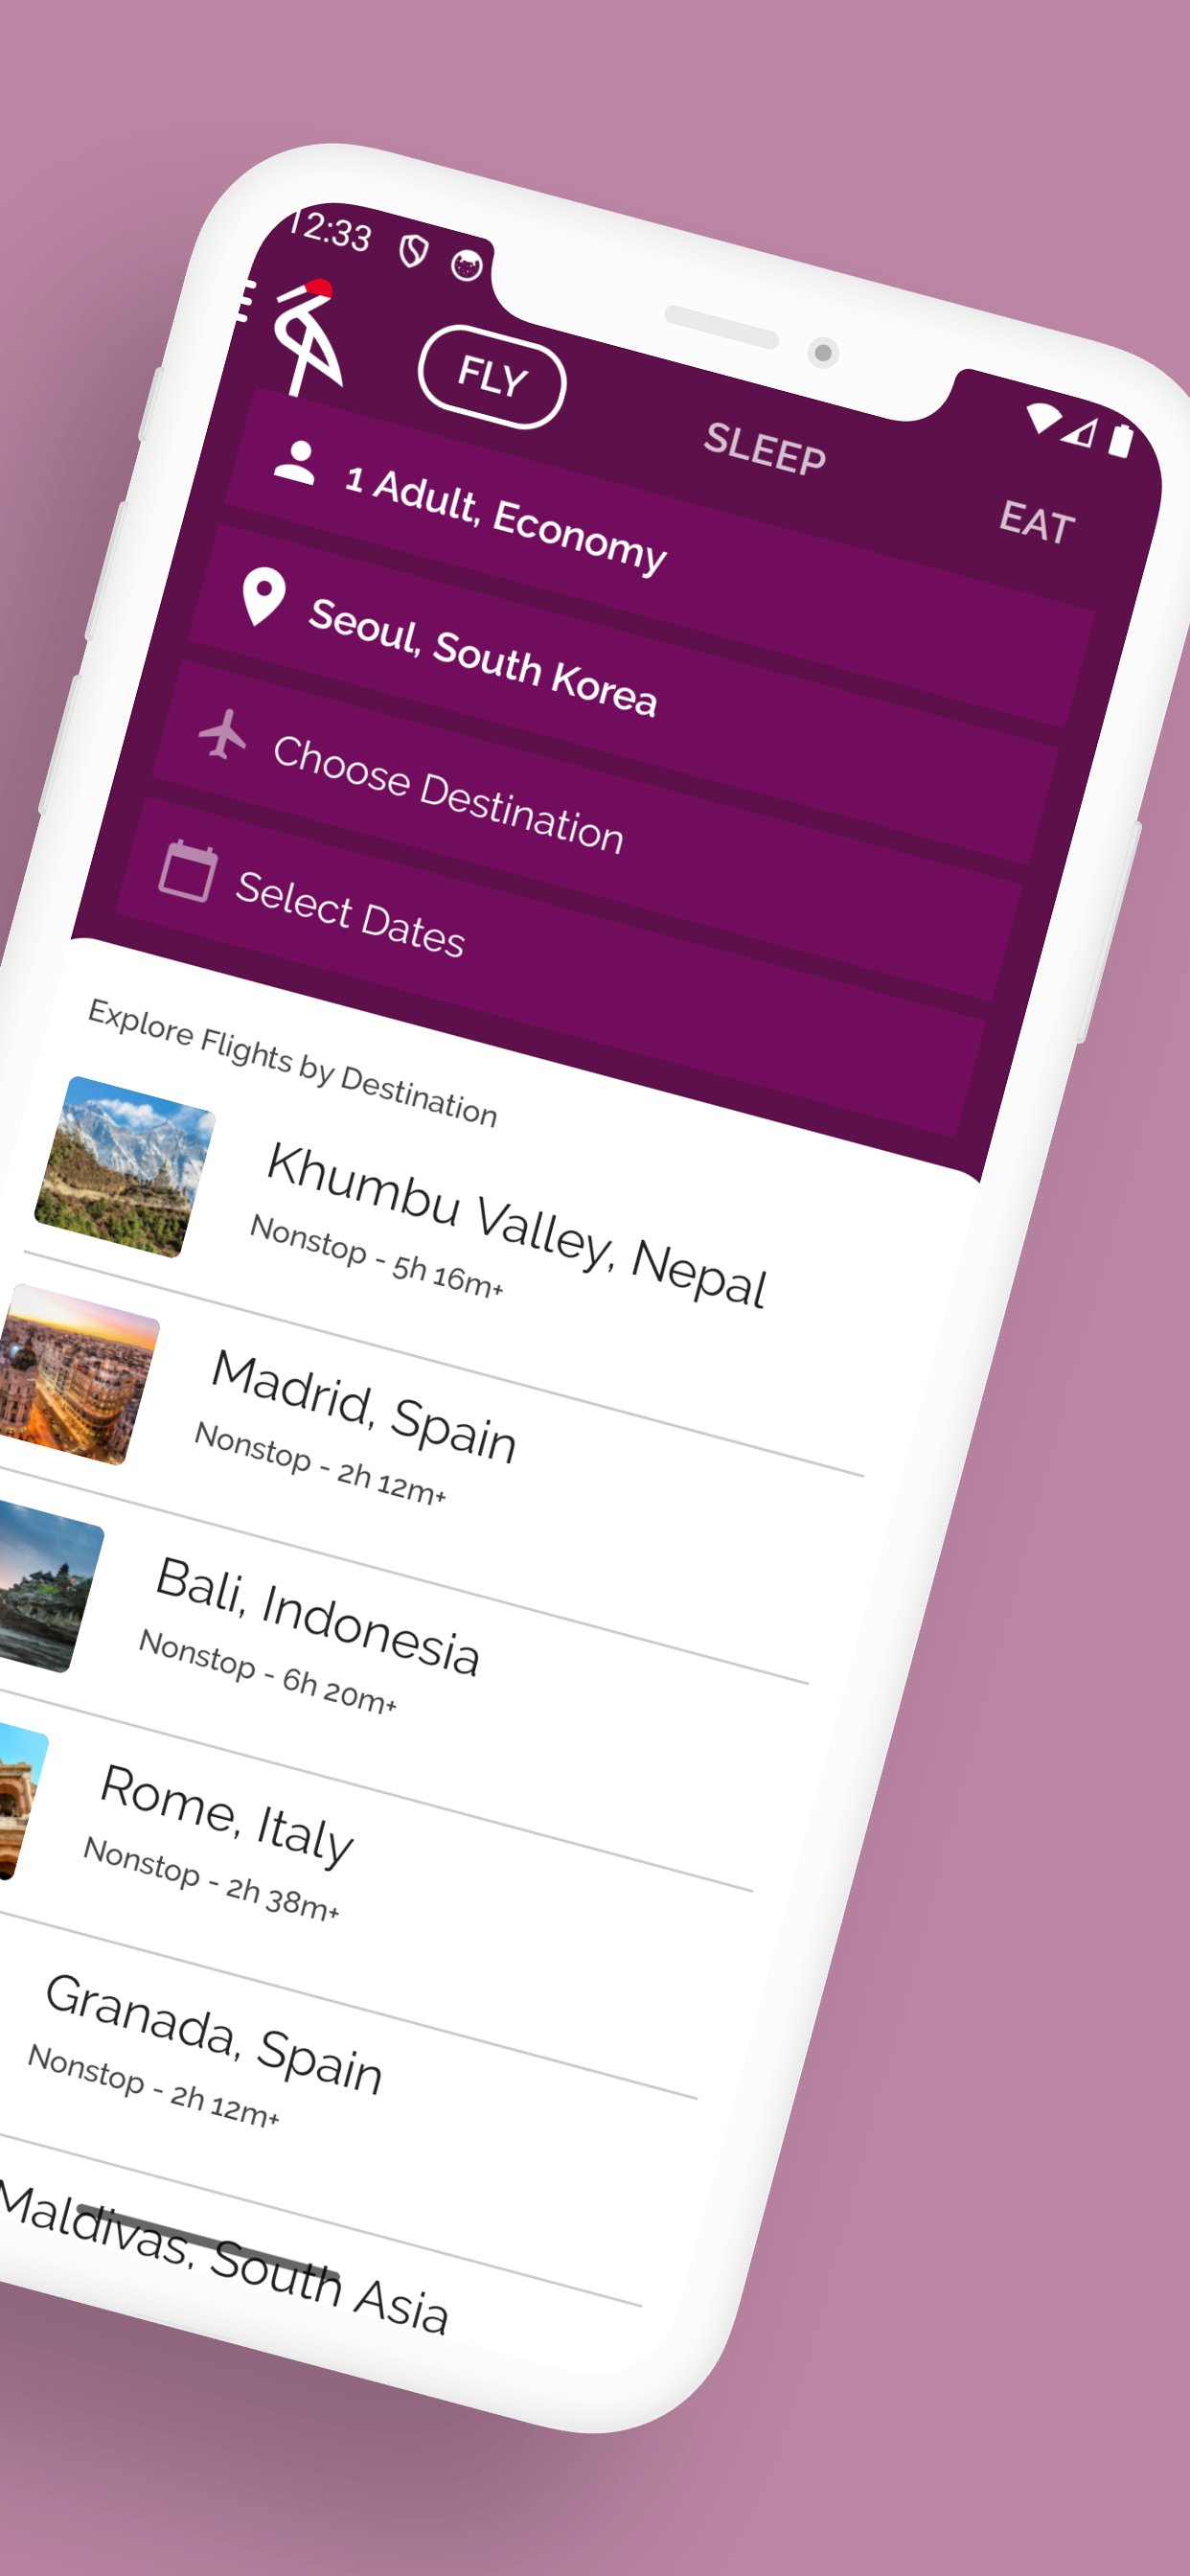 12:33
FLY
SLEEP
EAT
1 Adult, Economy
Seoul, South Korea
Choose Destination
Select Dates
Explore Flights by Destination
Khumbu Valley, Nepal
Nonstop - 5h 16m+
Madrid, Spain
Nonstop - 2h 12m+
Bali, Indonesia
Nonstop - 6h 20m+
Rome, Italy
Nonstop - 2h 38m+
Granada, Spain
Nonstop - 2h 12m+
Maldivas, South Asia